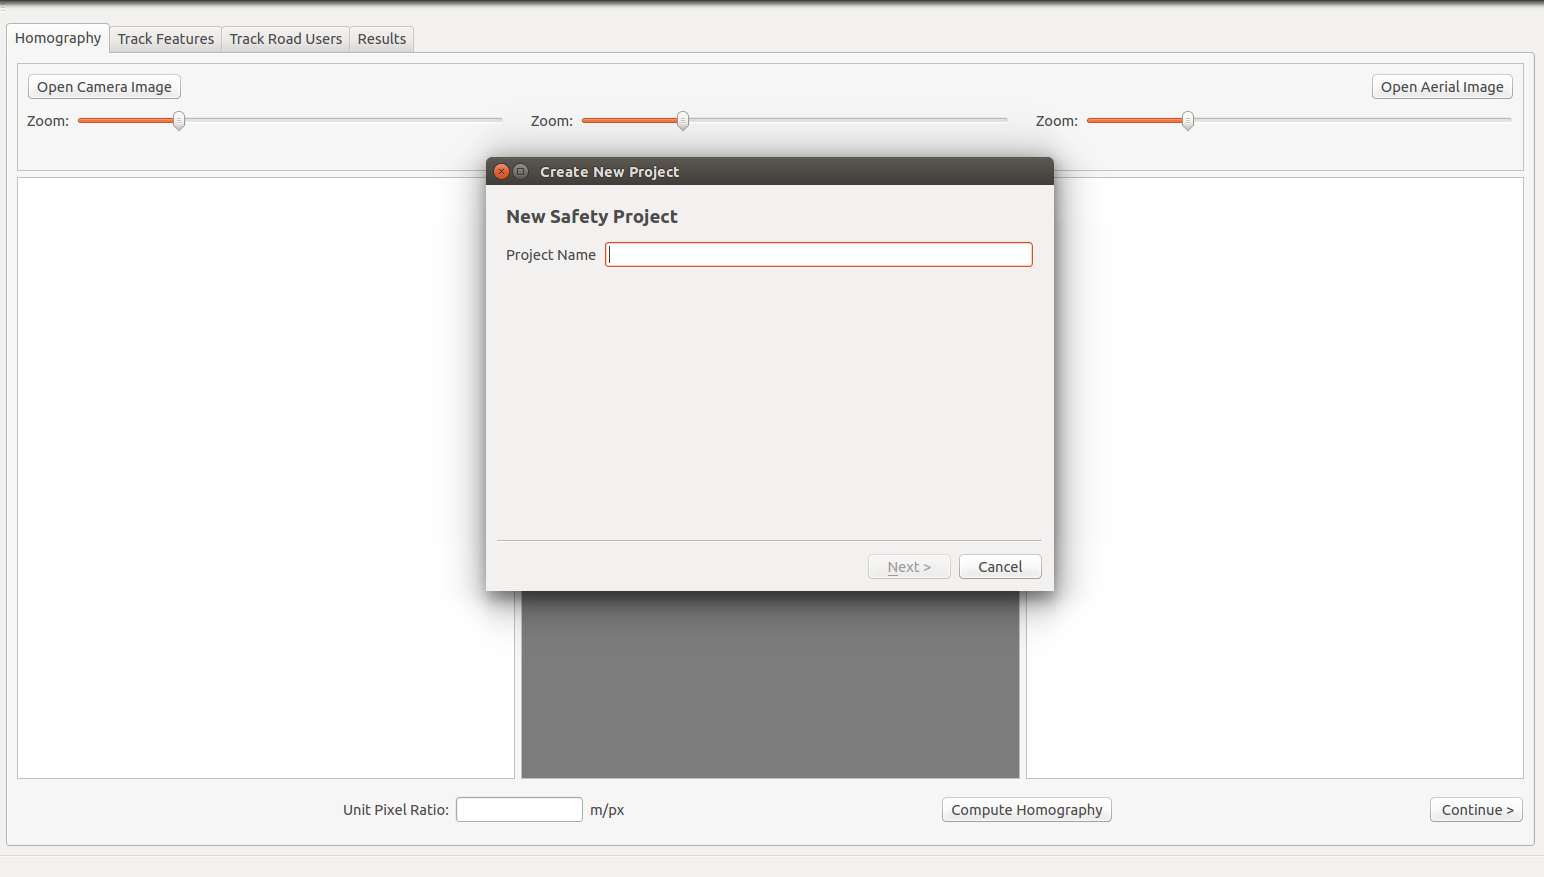 Homography Track Features Track Road Users Results
Open Camera Image Open Aerial Image
Zoom: Zoom: Zoom:
Create New Project
New Safety Project
Project Name
Next > Cancel
Unit Pixel Ratio: m/px Compute Homography Continue >